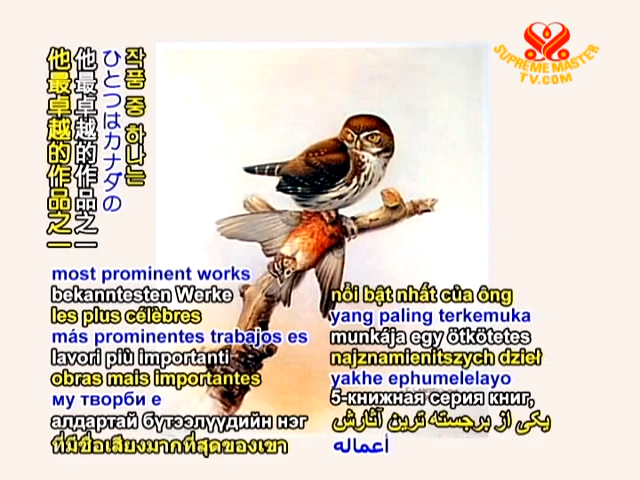 SUPREME MASTER
TV.COM
작품 중 하나는
ひとつはカナダの
他最卓越的作品之一
他最卓越的作品之一
most prominent works
bekanntesten Werke
les plus célèbres
más prominentes trabajos es
lavori più importanti
obras mais importantes
му творби е
алдартай бүтээлүүдийн нэг
ที่มีชื่อเสียงมากที่สุดของเขา
nổi bật nhất của ông
yang paling terkemuka
munkája egy ötkötetes
najznamienitszych dzieł
yakhe ephumelelayo
5-книжная серия книг,
یکی از برجسته ترین آثارش
أعماله